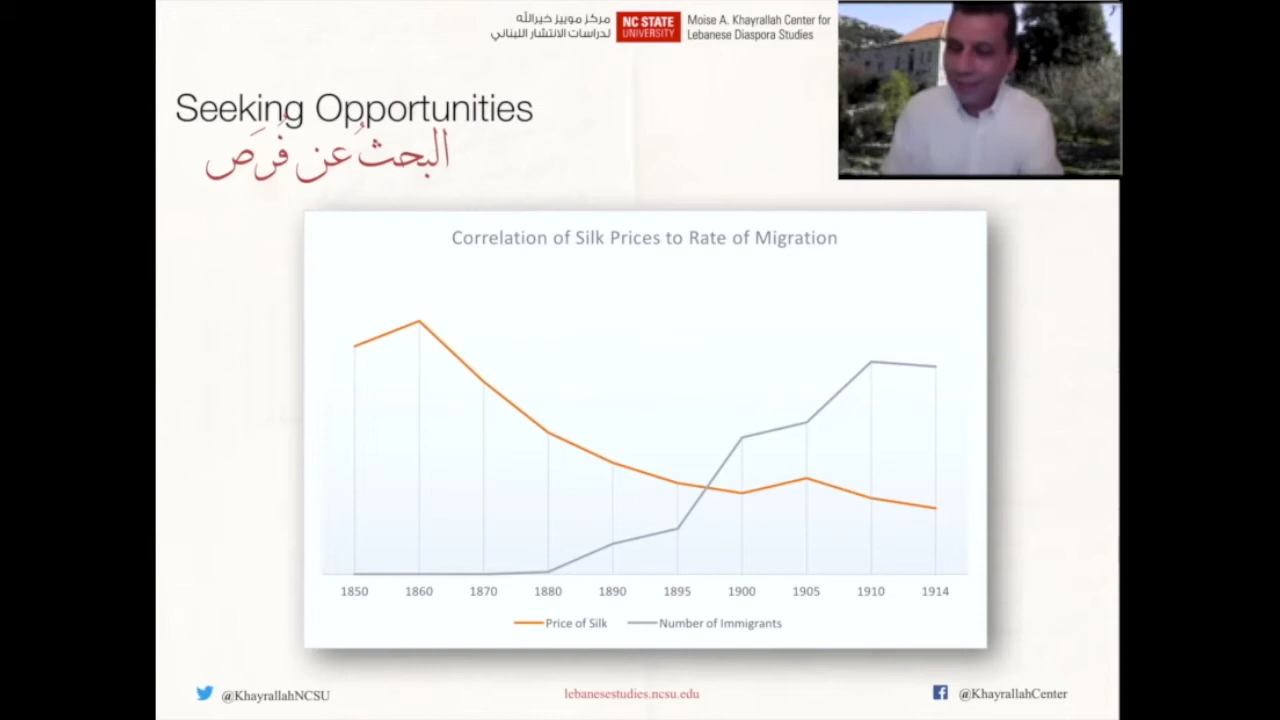 مركز موييز خيرالله
لدراسات الانتشار اللبناني
NC STATE
UNIVERSITY
Moise A. Khayrallah Center for
Lebanese Diaspora Studies
Seeking Opportunities
البحثُ عن فُرَص
Correlation of Silk Prices to Rate of Migration
1850 1860 1870 1880 1890 1895 1900 1905 1910 1914
Price of Silk Number of Immigrants
@KhayrallahNCSU
lebanesestudies.ncsu.edu
@KhayrallahCenter